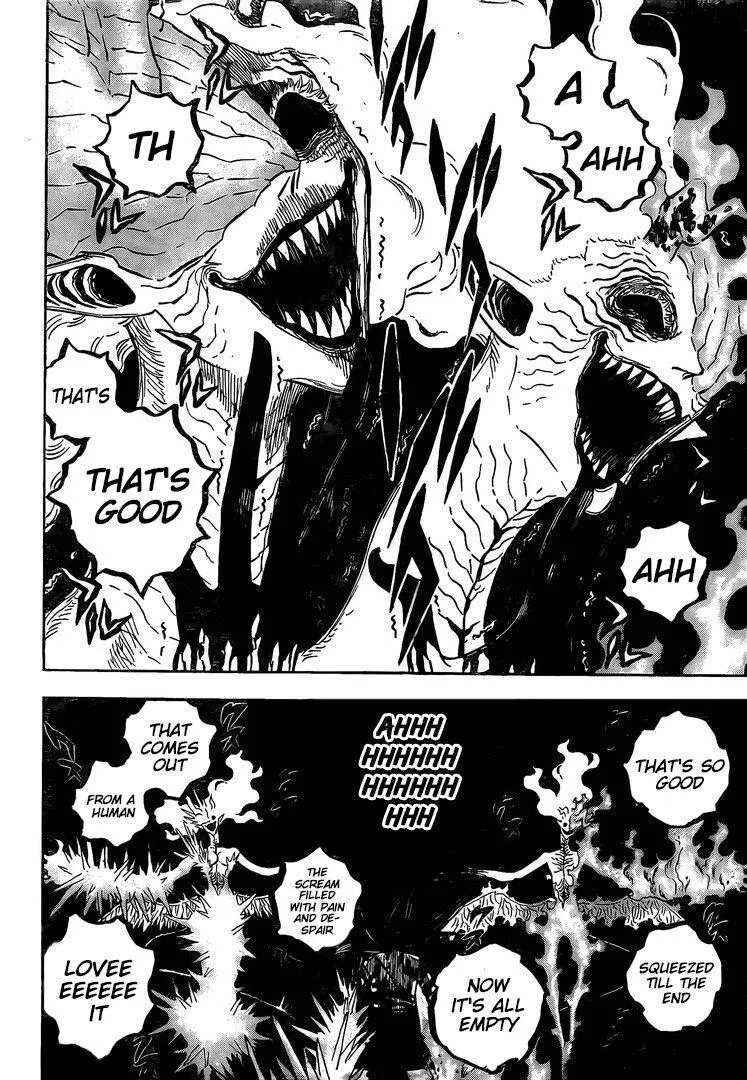 A
AHH
TH
THAT'S
THAT'S
GOOD
AHH
THAT'S SO
GOOD
AHHH
HHHHHH
HHHHHH
HHH
THAT
COMES
OUT
FROM A
HUMAN
THE
SCREAM
FILLED
WITH PAIN
AND DE-
SPAIR
SQUEEZED
TILL THE
END
NOW
IT'S ALL
EMPTY
LOVEE
EEEEEE
IT